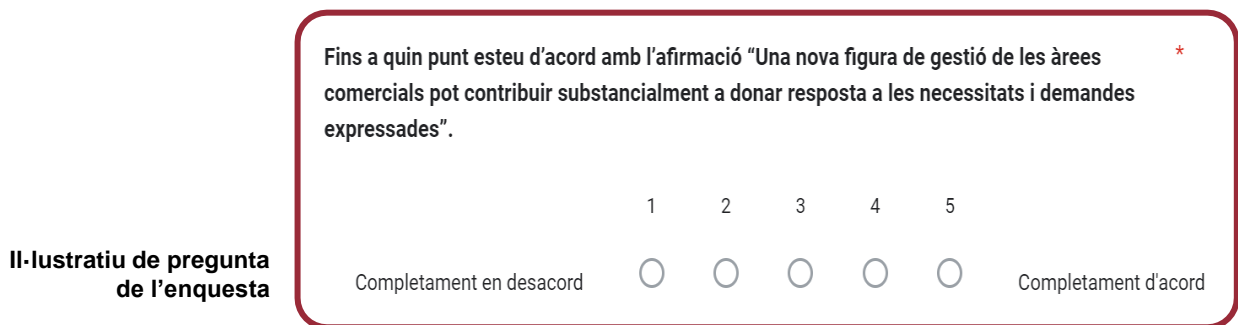 Fins a quin punt esteu d’acord amb l’afirmació “Una nova figura de gestió de les àrees *
comercials pot contribuir substancialment a donar resposta a les necessitats i demandes
expressades”.
1 2 3 4 5
Il·lustratiu de pregunta
de l’enquesta
Completament en desacord Completament d'acord